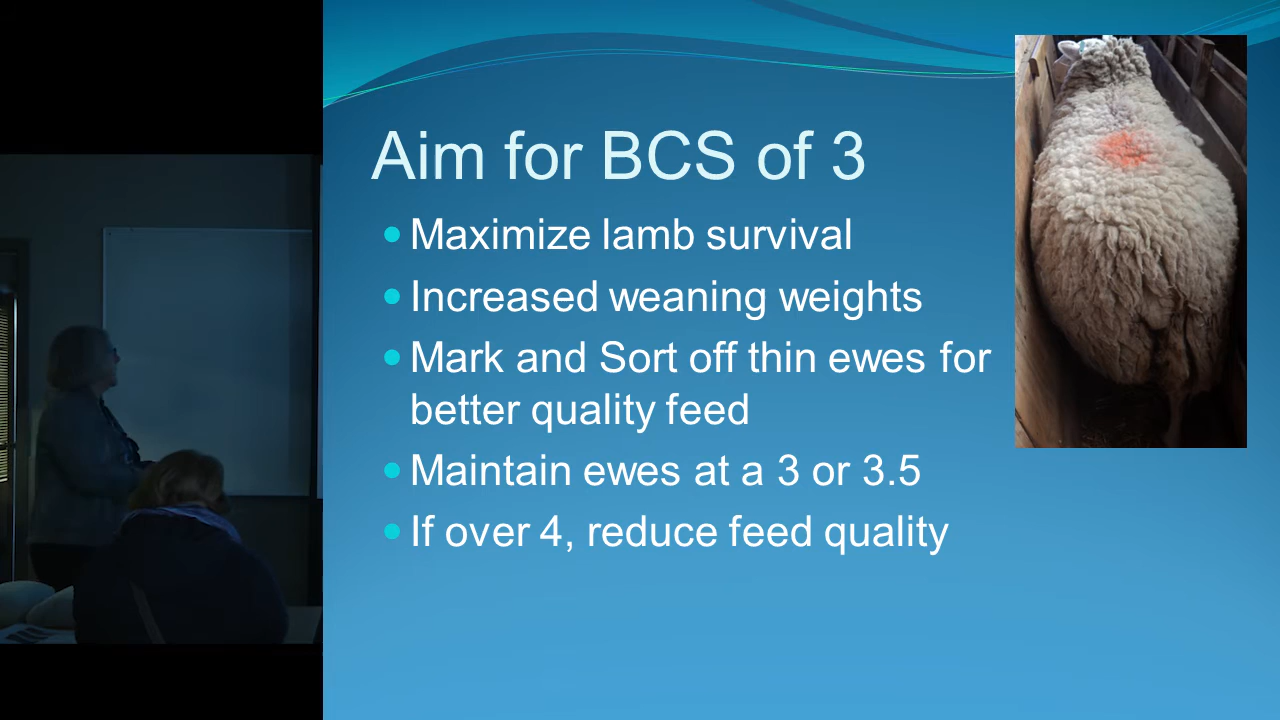 Aim for BCS of 3
Maximize lamb survival
Increased weaning weights
Mark and Sort off thin ewes for
better quality feed
Maintain ewes at a 3 or 3.5
If over 4, reduce feed quality